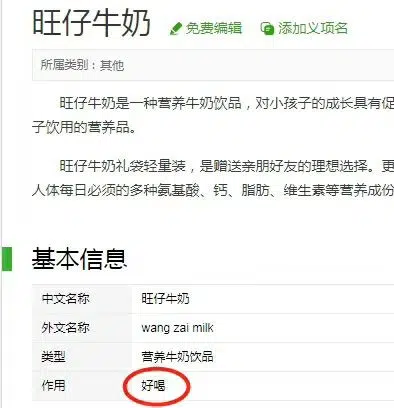 旺仔牛奶 免费编辑 添加义项名
所属类别：其他
旺仔牛奶是一种营养牛奶饮品，对小孩子的成长具有促
子饮用的营养品。
旺仔牛奶礼袋轻量装，是赠送亲朋好友的理想选择。更
人体每日必须的多种氨基酸、钙、脂肪、维生素等营养成份
基本信息
中文名称 旺仔牛奶
外文名称 wang zai milk
类型 营养牛奶饮品
作用 好喝